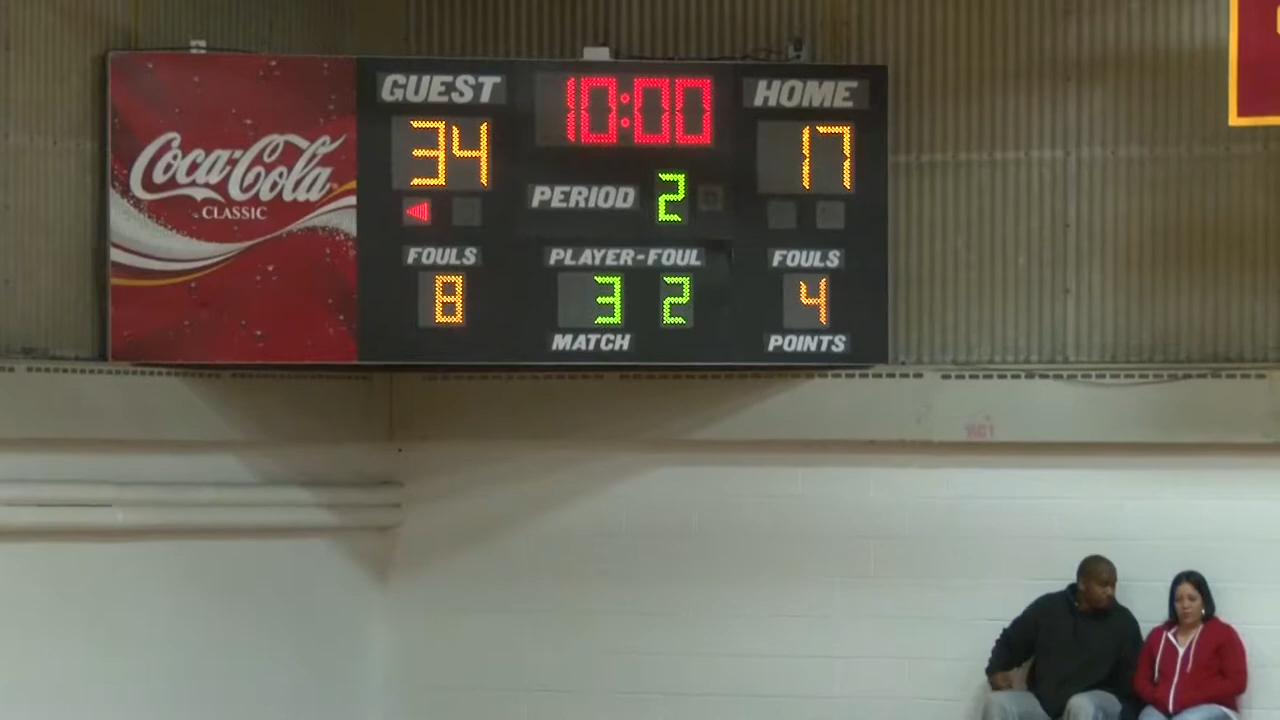 GUEST
10:00
HOME
34
17
Coca-Cola
CLASSIC
PERIOD 2
FOULS
PLAYER-FOUL
FOULS
8
3 2
4
MATCH
POINTS